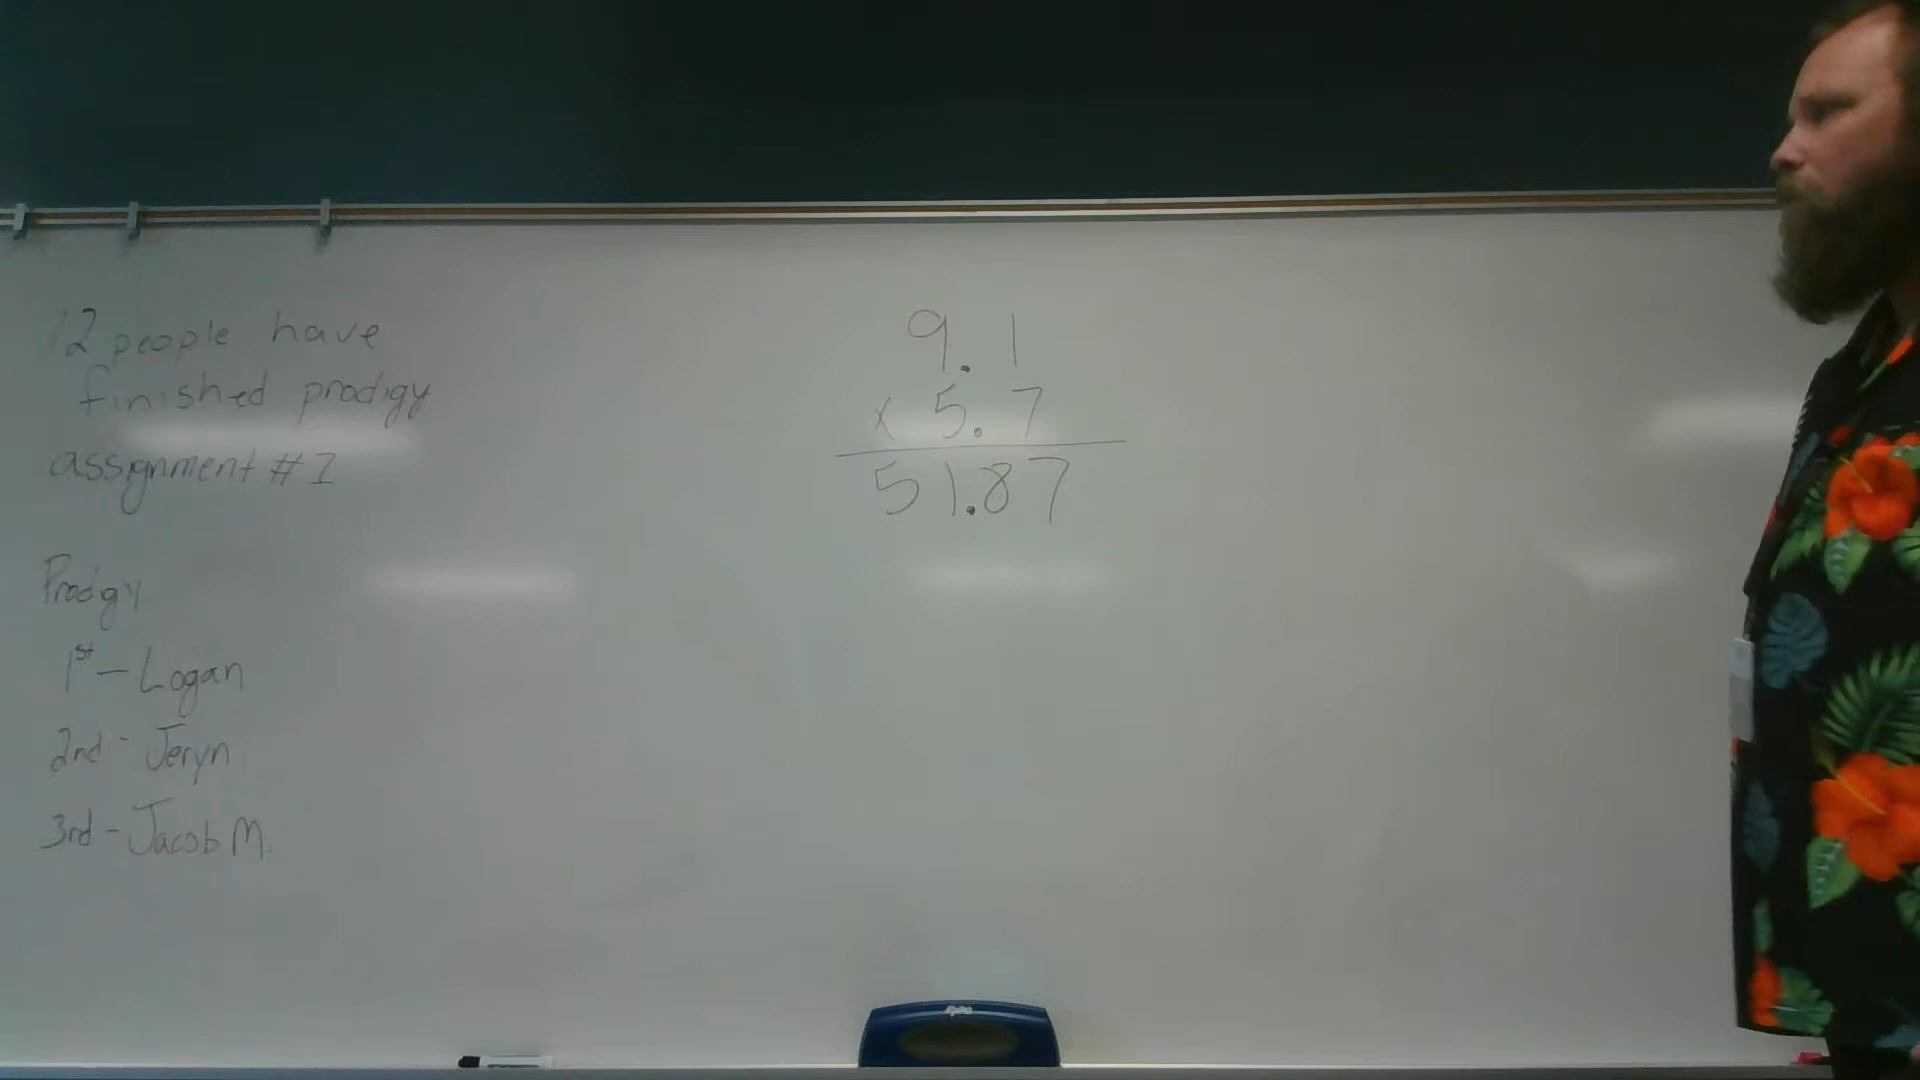 12 people have
finished prodigy
assignment #1
Prodigy
1st - Logan
2nd - Jeryn
3rd - Jacob M.
9.1
x 5.7
51.87